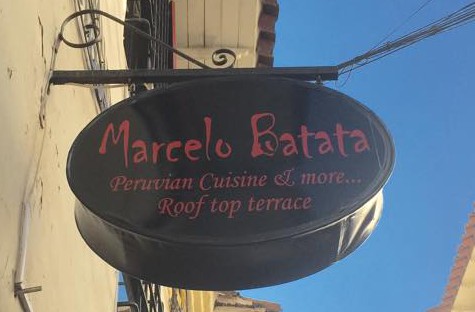 Marcelo Batata
Peruvian Cuisine & more...
Roof top terrace